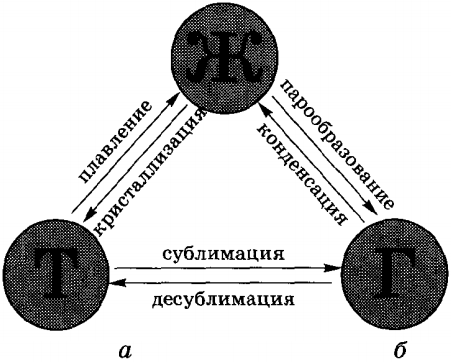 Ж
плавление
кристаллизация
парообразование
конденсация
Т
сублимация
десублимация
Г
а
б